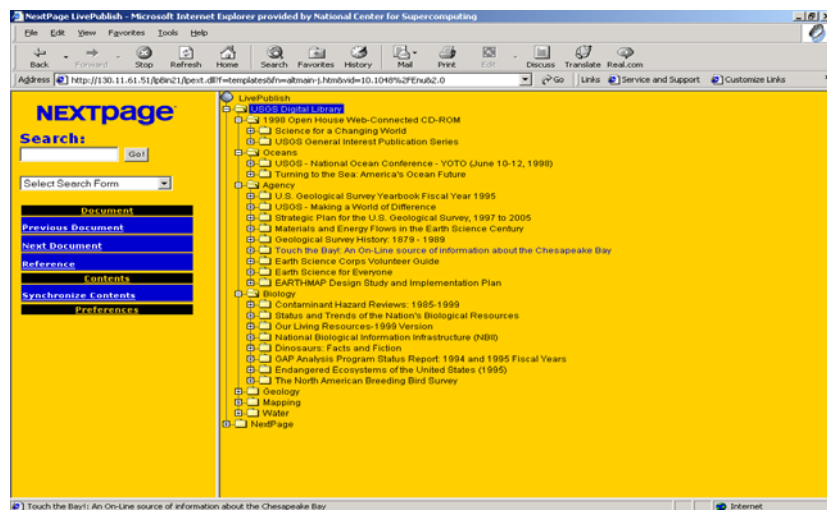 NextPage LivePublish - Microsoft Internet Explorer provided by National Center for Supercomputing
File Edit View Favorites Tools Help
Back Forward Stop Refresh Home Search Favorites History Mail Print Edit Discuss Translate Real.com
Address http://130.11.61.51/lpBin21/lpext.dll?f=templates&fn=altmain-j.htm&vid=10.1048%2FEnu&2.0 Go Links Service and Support Customize Links
NEXTpage
Search:
Go!
Select Search Form
Document
Previous Document
Next Document
Reference
Contents
Synchronize Contents
Preferences
LivePublish
USGS Digital Library
1998 Open House Web-Connected CD-ROM
Science for a Changing World
USGS General Interest Publication Series
Oceans
USGS - National Ocean Conference - YOTO (June 10-12, 1998)
Turning to the Sea: America's Ocean Future
Agency
U.S. Geological Survey Yearbook Fiscal Year 1995
USGS - Making a World of Difference
Strategic Plan for the U.S. Geological Survey, 1997 to 2005
Materials and Energy Flows in the Earth Science Century
Geological Survey History: 1879 - 1989
Touch the Bay!: An On-Line source of information about the Chesapeake Bay
Earth Science Corps Volunteer Guide
Earth Science for Everyone
EARTHMAP Design Study and Implementation Plan
Biology
Contaminant Hazard Reviews: 1985-1999
Status and Trends of the Nation's Biological Resources
Our Living Resources-1999 Version
National Biological Information Infrastructure (NBII)
Dinosaurs: Facts and Fiction
GAP Analysis Program Status Report: 1994 and 1995 Fiscal Years
Endangered Ecosystems of the United States (1995)
The North American Breeding Bird Survey
Geology
Mapping
Water
NextPage
Touch the Bay!: An On-Line source of information about the Chesapeake Bay Internet